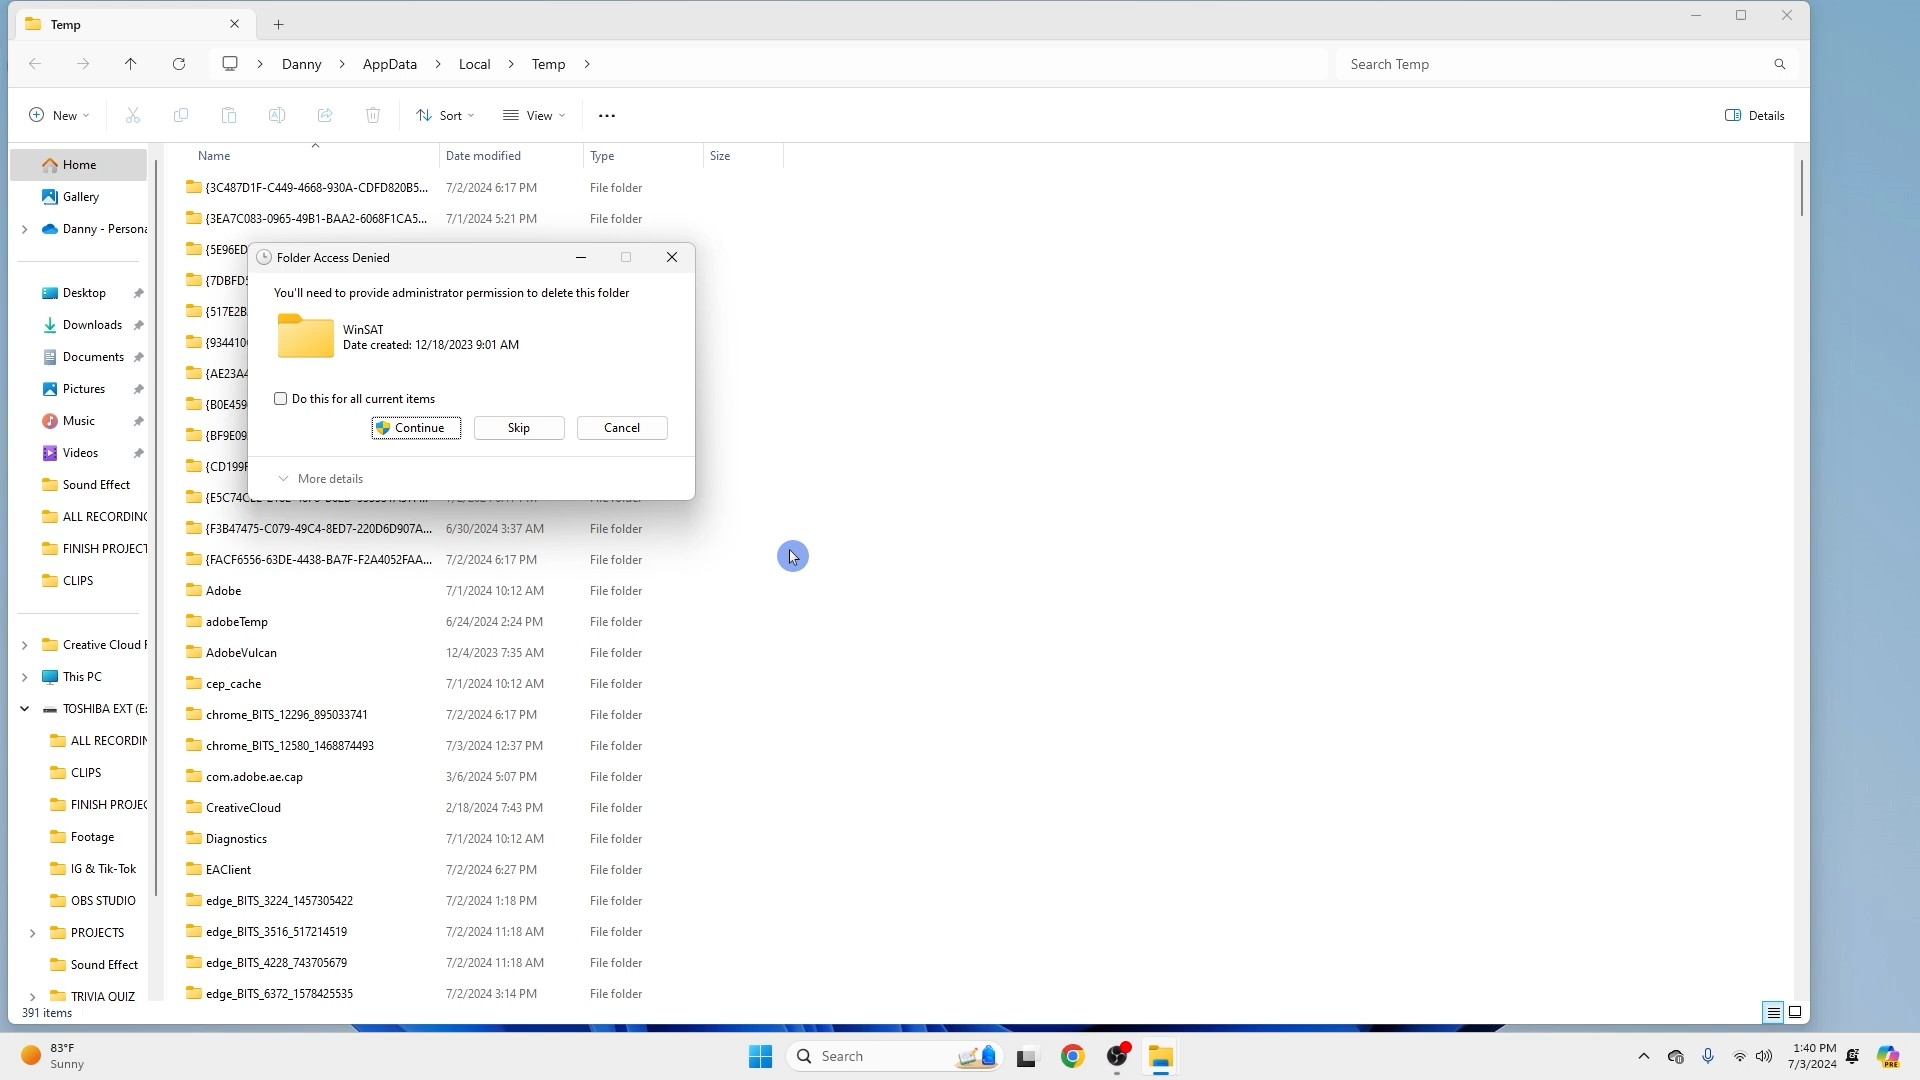 Temp
Danny > AppData > Local > Temp >
Search Temp
New
Sort
View
Details
Name
Date modified
Type
Size
Home
Gallery
Danny - Persona
Desktop
Downloads
Documents
Pictures
Music
Videos
Sound Effect
ALL RECORDING
FINISH PROJECT
CLIPS
Creative Cloud F
This PC
TOSHIBA EXT (E:
ALL RECORDIN
CLIPS
FINISH PROJEC
Footage
IG & Tik-Tok
OBS STUDIO
PROJECTS
Sound Effect
TRIVIA QUIZ
{3C487D1F-C449-4668-930A-CDFD820B5... 7/2/2024 6:17 PM File folder
{3EA7C083-0965-49B1-BAA2-6068F1CA5... 7/1/2024 5:21 PM File folder
{5E96ED
{7DBFD5
{517E2B
{934410
{AE23A4
{B0E459
{BF9E09
{CD199F
Folder Access Denied
You'll need to provide administrator permission to delete this folder
WinSAT
Date created: 12/18/2023 9:01 AM
Do this for all current items
Continue
Skip
Cancel
More details
{F3B47475-C079-49C4-8ED7-220D6D907A... 6/30/2024 3:37 AM File folder
{FACF6556-63DE-4438-BA7F-F2A4052FAA... 7/2/2024 6:17 PM File folder
Adobe 7/1/2024 10:12 AM File folder
adobeTemp 6/24/2024 2:24 PM File folder
AdobeVulcan 12/4/2023 7:35 AM File folder
cep_cache 7/1/2024 10:12 AM File folder
chrome_BITS_12296_895033741 7/2/2024 6:17 PM File folder
chrome_BITS_12580_1468874493 7/3/2024 12:37 PM File folder
com.adobe.ae.cap 3/6/2024 5:07 PM File folder
CreativeCloud 2/18/2024 7:43 PM File folder
Diagnostics 7/1/2024 10:12 AM File folder
EAClient 7/2/2024 6:27 PM File folder
edge_BITS_3224_1457305422 7/2/2024 1:18 PM File folder
edge_BITS_3516_517214519 7/2/2024 11:18 AM File folder
edge_BITS_4228_743705679 7/2/2024 11:18 AM File folder
edge_BITS_6372_1578425535 7/2/2024 3:14 PM File folder
391 items
83°F
Sunny
Search
1:40 PM
7/3/2024
PRE